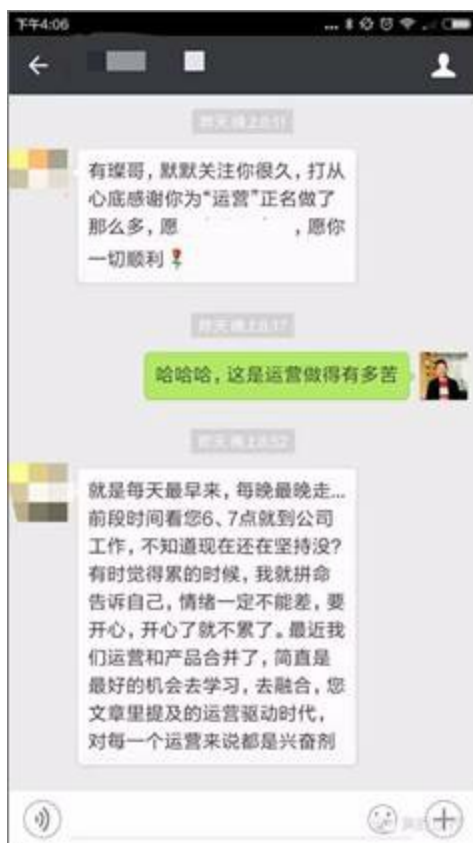 下午4:06
有璨哥，默默关注你很久，打从
心底感谢你为“运营”正名做了
那么多，愿 ，愿你
一切顺利
哈哈哈，这是运营做得有多苦
就是每天最早来，每晚最晚走...
前段时间看您6、7点就到公司
工作，不知道现在还在坚持没？
有时觉得累的时候，我就拼命
告诉自己，情绪一定不能差，要
开心，开心了就不累了。最近我
们运营和产品合并了，简直是
最好的机会去学习，去融合，您
文章里提及的运营驱动时代，
对每一个运营来说都是兴奋剂